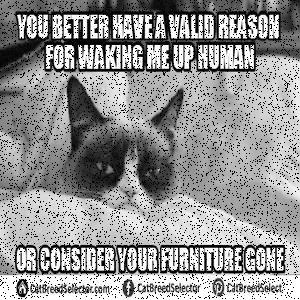 YOU BETTER HAVE A VALID REASON
FOR WAKING ME UP HUMAN
OR CONSIDER YOUR FURNITURE GONE
CatBreedSelector.com CatBreedSelector CatBreedSelector